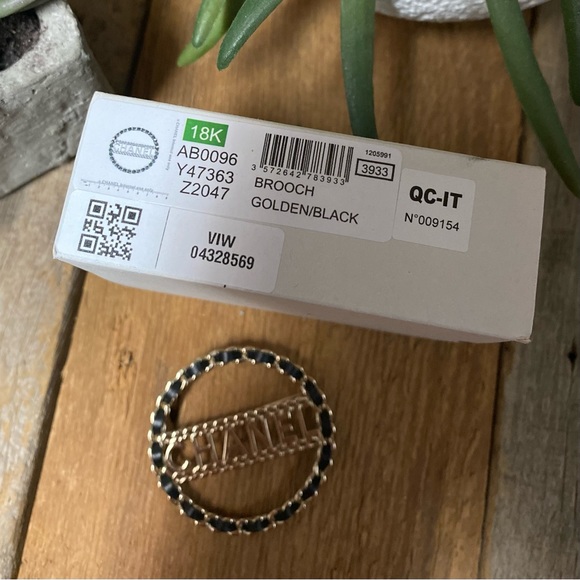 CHANEL
18K
AB0096
Y47363
Z2047
1205991
3 572642 783933
3933
BROOCH
GOLDEN/BLACK
QC-IT
N°009154
VIW
04328569
CHANEL